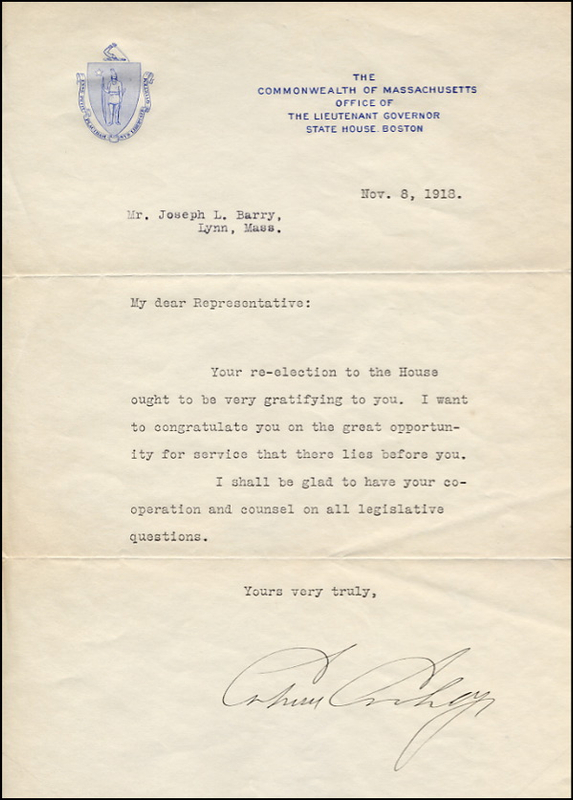 THE
COMMONWEALTH OF MASSACHUSETTS
OFFICE OF
THE LIEUTENANT GOVERNOR
STATE HOUSE. BOSTON
Nov. 8, 1918.
Mr. Joseph L. Barry,
Lynn, Mass.
My dear Representative:
Your re-election to the House
ought to be very gratifying to you. I want
to congratulate you on the great opportun-
ity for service that there lies before you.
I shall be glad to have your co-
operation and counsel on all legislative
questions.
Yours very truly,
Calvin Coolidge